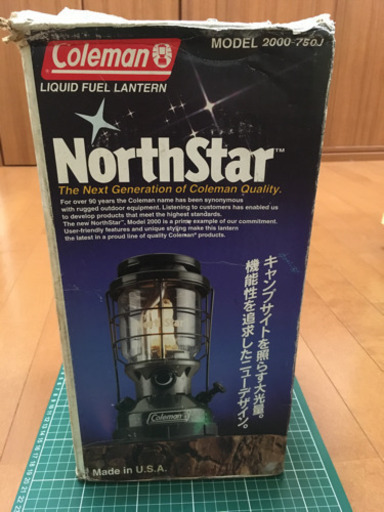 Coleman
MODEL 2000-750J
LIQUID FUEL LANTERN
NorthStar™
The Next Generation of Coleman Quality.
For over 90 years the Coleman name has been synonymous
with rugged outdoor equipment. Listening to customers has enabled us
to develop products that meet the highest standards.
The new NorthStar™, Model 2000 is a prime example of our commitment.
User-friendly features and unique styling make this lantern
the latest in a proud line of quality Coleman® products.
キャンプサイトを照らす大光量。
機能性を追求したニューデザイン。
Coleman
Made in U.S.A.